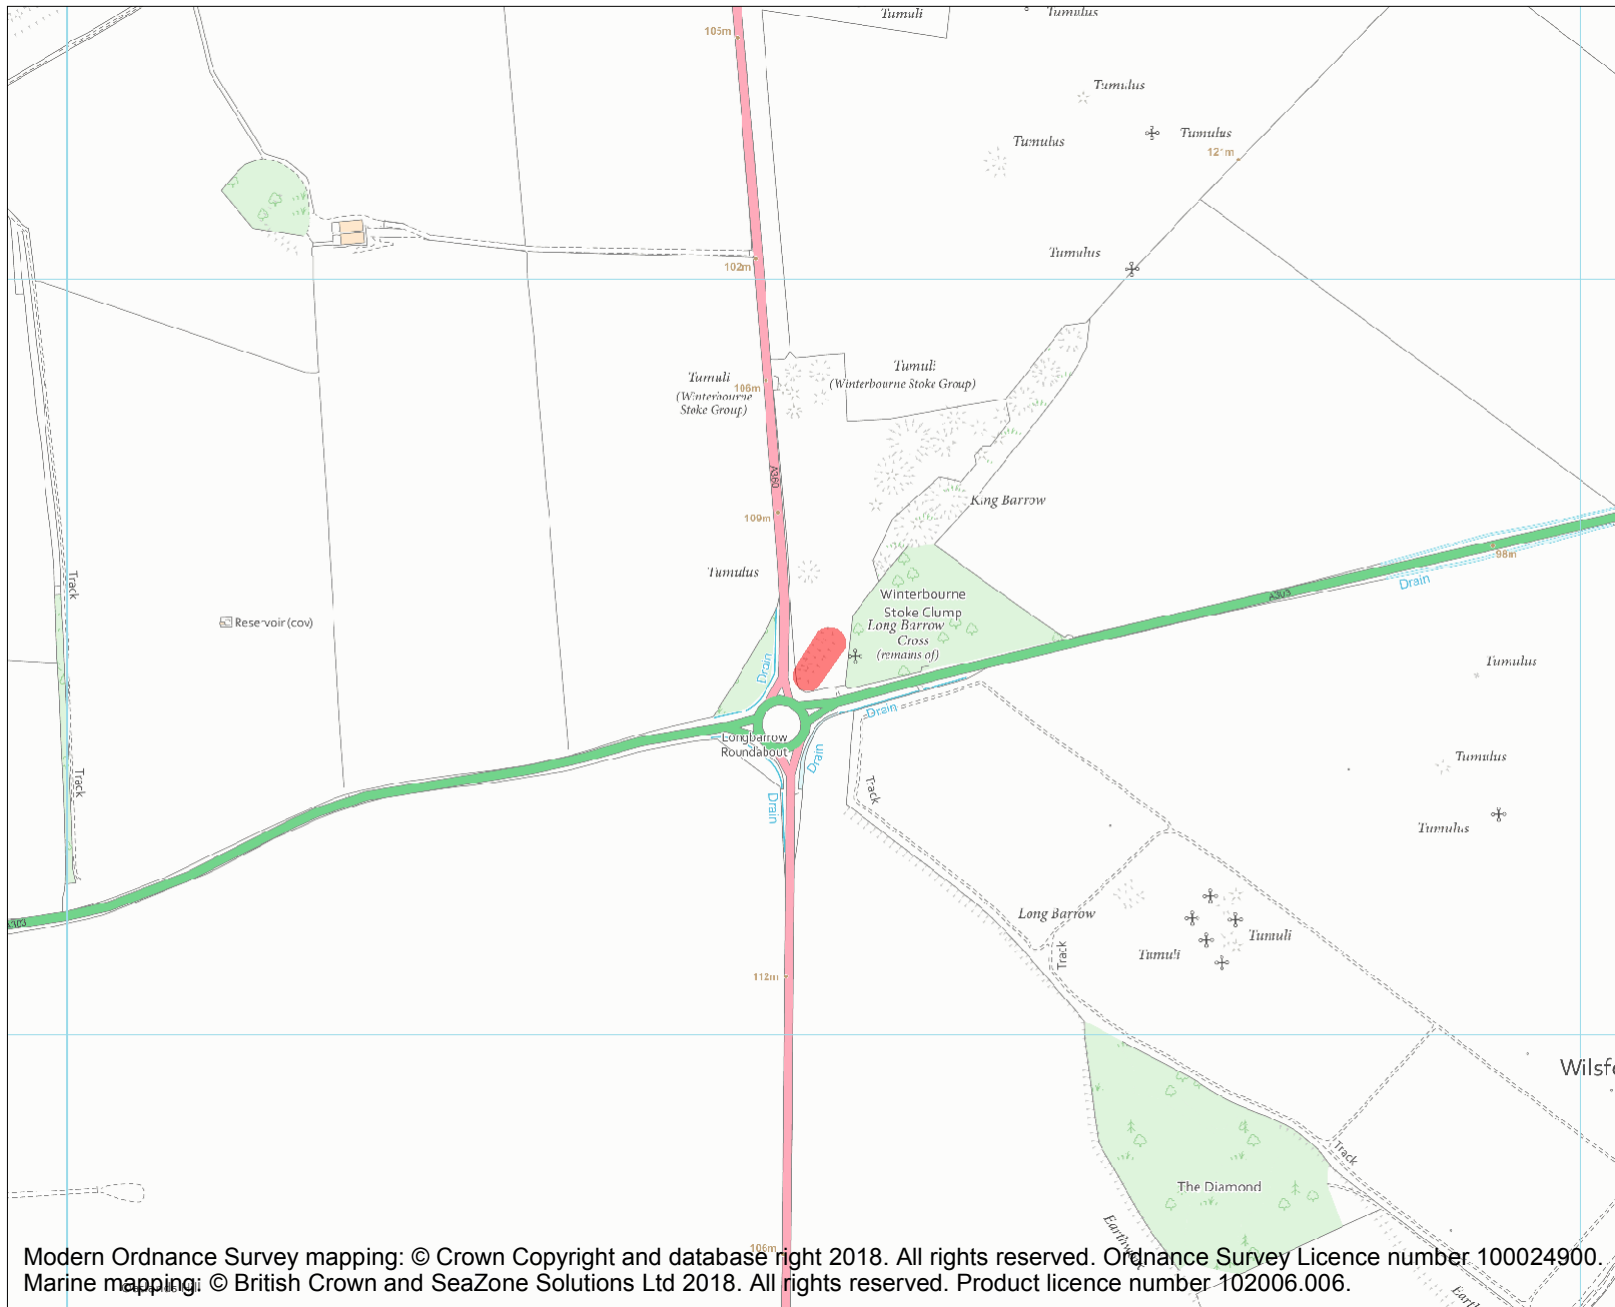 Tumuli
Tumulus
105m
Tumulus
Tumulus
Tumulus
Tumulus
102m
Tumuli
(Winterbourne Stoke Group)
Tumuli
(Winterbourne
Stoke Group)
106m
A360
King Barrow
109m
98m
Tumulus
Track
Drain
A303
Winterbourne
Stoke Clump
Long Barrow
Cross
(remains of)
Reservoir (cov)
Drain
Tumulus
Drain
Longbarrow
Roundabout
Drain
Tumulus
Track
Track
Drain
Tumulus
A303
Long Barrow
Tumuli
Tumuli
Track
112m
Wilsfo
Track
The Diamond
106m
Modern Ordnance Survey mapping: © Crown Copyright and database right 2018. All rights reserved. Ordnance Survey Licence number 100024900.
Marine mapping: © British Crown and SeaZone Solutions Ltd 2018. All rights reserved. Product licence number 102006.006.